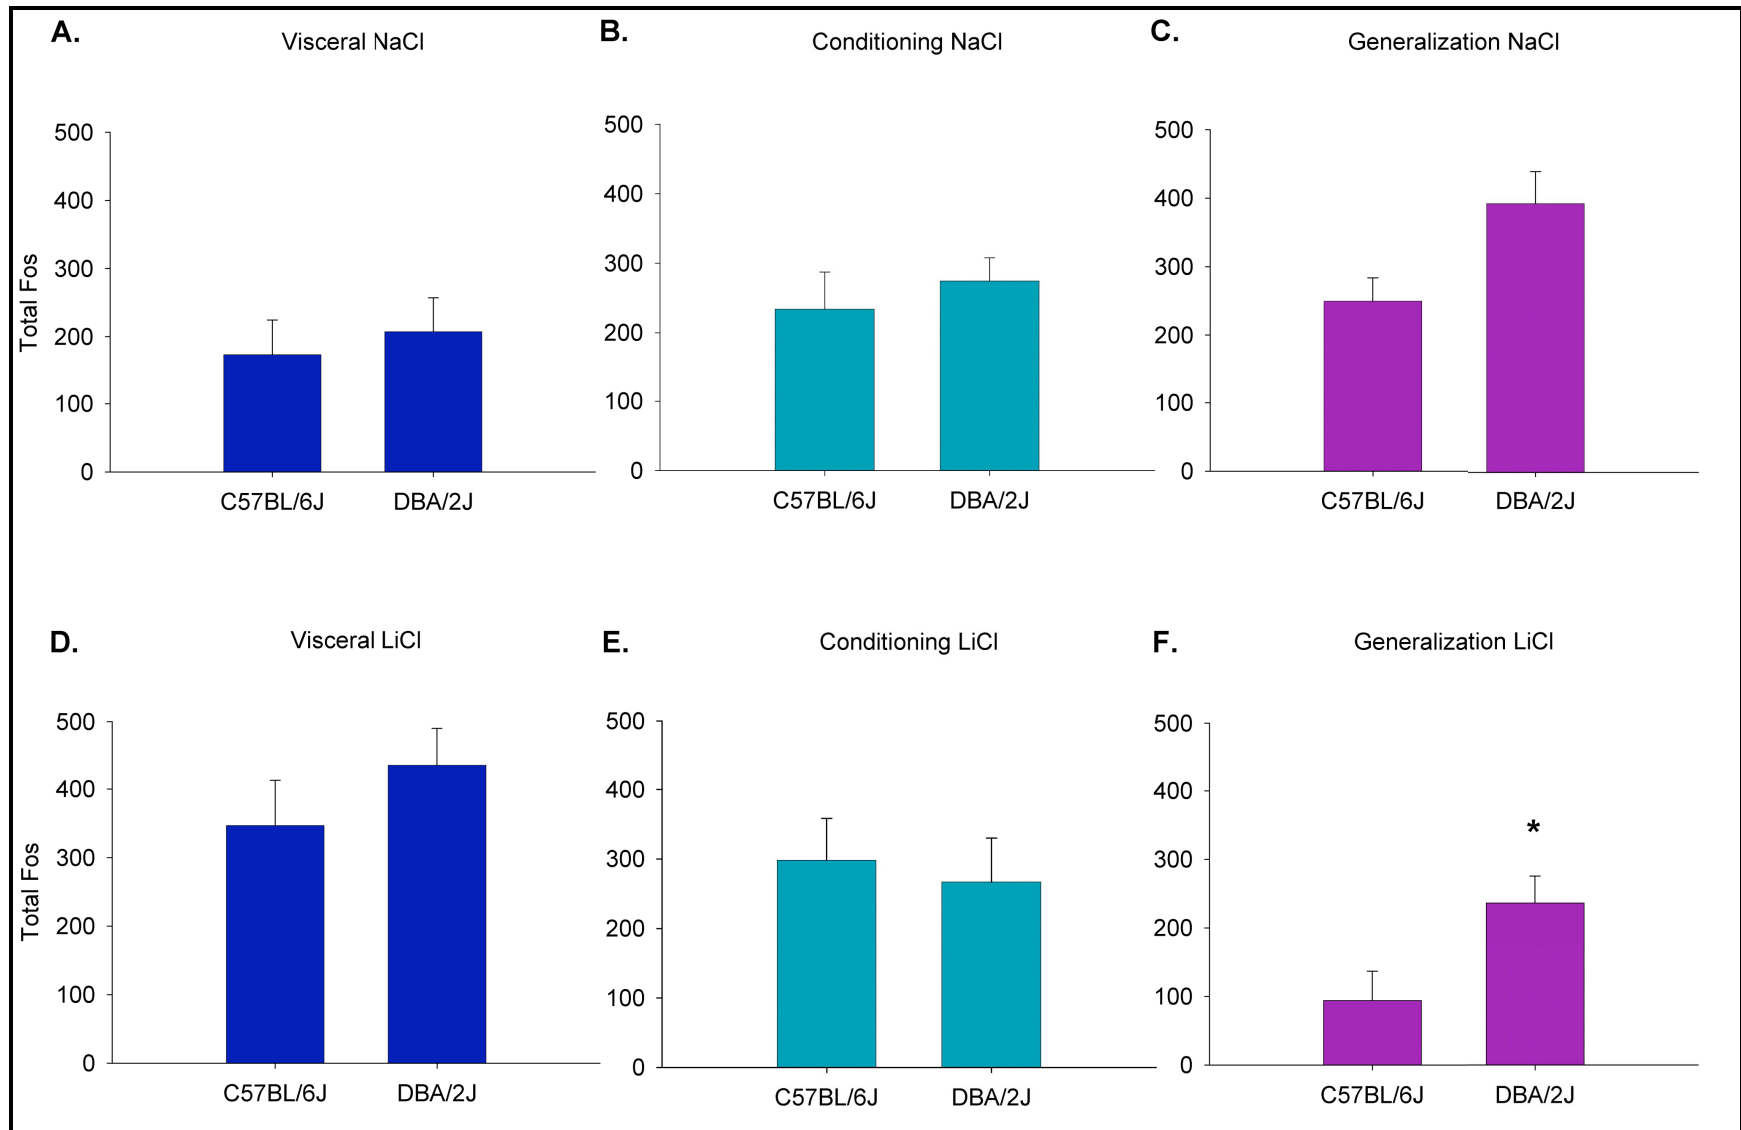 A.
Visceral NaCl
B.
Conditioning NaCl
C.
Generalization NaCl
Total Fos
500
400
300
200
100
0
C57BL/6J
DBA/2J
500
400
300
200
100
0
C57BL/6J
DBA/2J
500
400
300
200
100
0
C57BL/6J
DBA/2J
D.
Visceral LiCl
E.
Conditioning LiCl
F.
Generalization LiCl
Total Fos
500
400
300
200
100
0
C57BL/6J
DBA/2J
500
400
300
200
100
0
C57BL/6J
DBA/2J
500
400
300
200
100
0
*
C57BL/6J
DBA/2J